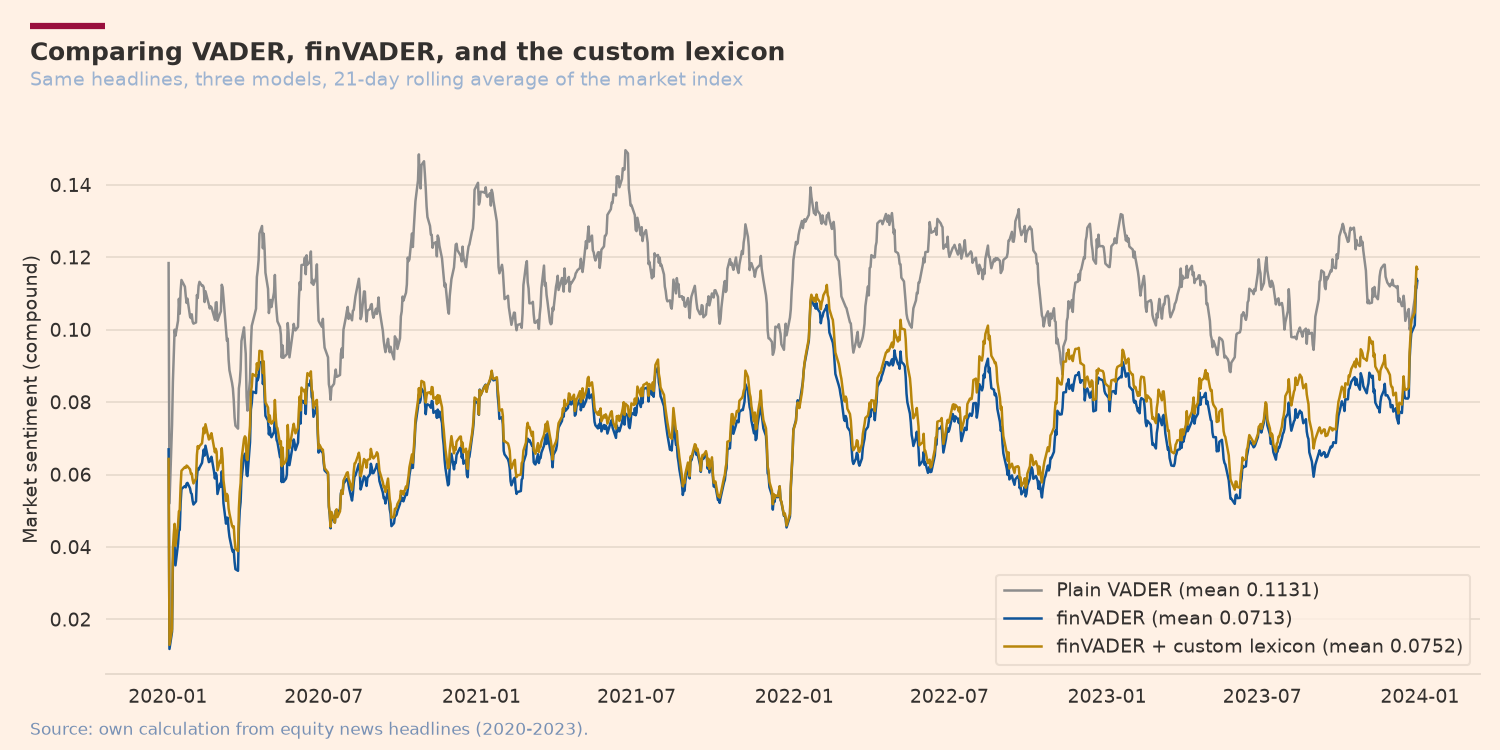 Comparing VADER, finVADER, and the custom lexicon
Same headlines, three models, 21-day rolling average of the market index
Market sentiment (compound)
0.14
0.12
0.10
0.08
0.06
0.04
0.02
Plain VADER (mean 0.1131)
finVADER (mean 0.0713)
finVADER + custom lexicon (mean 0.0752)
2020-01 2020-07 2021-01 2021-07 2022-01 2022-07 2023-01 2023-07 2024-01
Source: own calculation from equity news headlines (2020-2023).